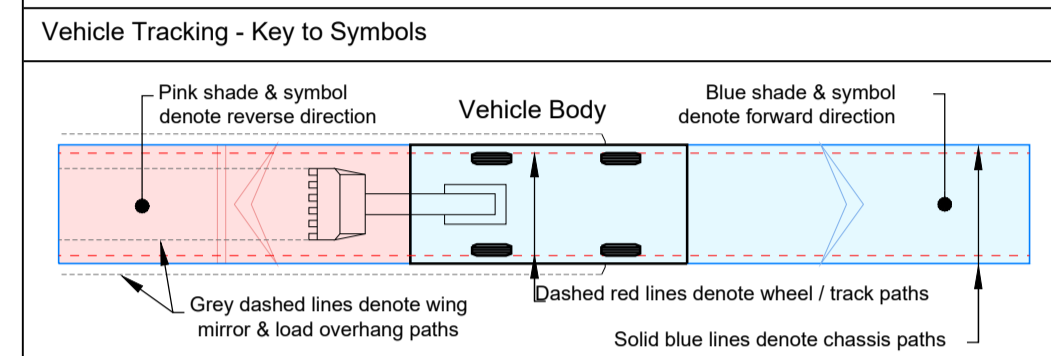 Vehicle Tracking - Key to Symbols
Pink shade & symbol
denote reverse direction
Vehicle Body
Blue shade & symbol
denote forward direction
Grey dashed lines denote wing
mirror & load overhang paths
Dashed red lines denote wheel / track paths
Solid blue lines denote chassis paths